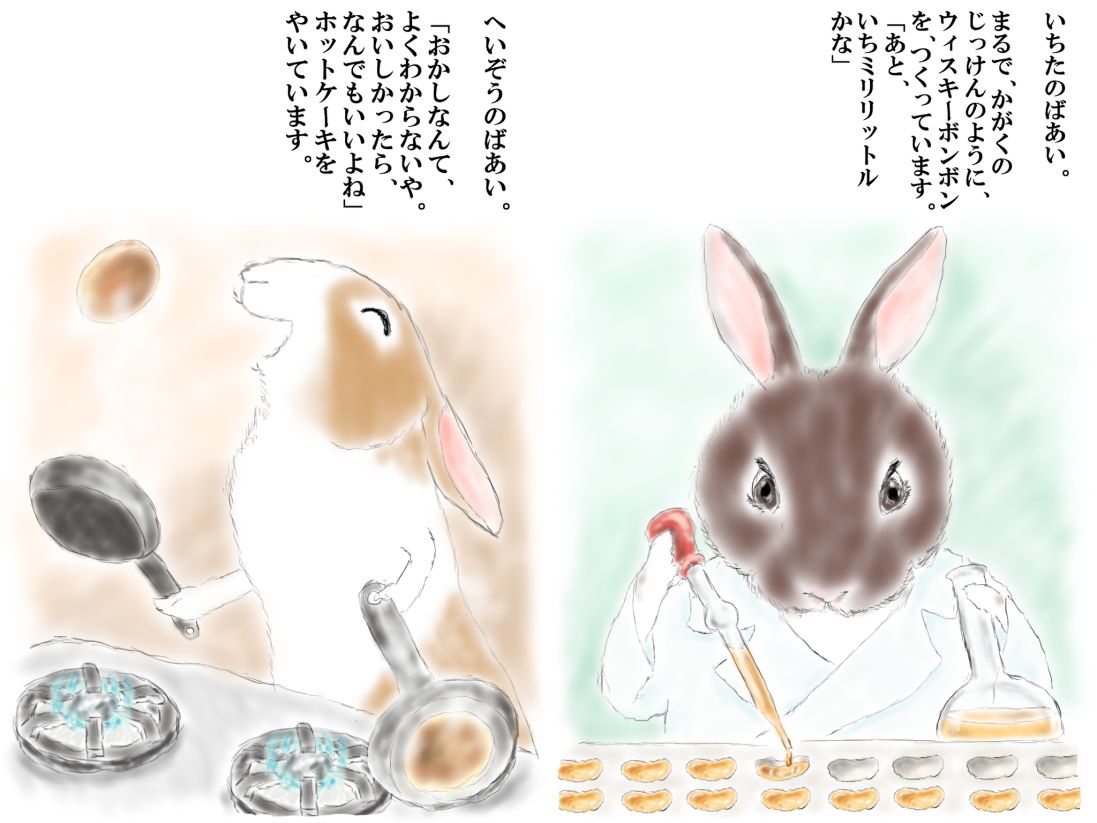 いちたのばあい。
まるで、かがくの
じっけんのように、
ウィスキーボンボン
を、つくっています。
「あと、
いちミリリットル
かな」
へいぞうのばあい。
「おかしなんて、
よくわからないや。
おいしかったら、
なんでもいいよね」
ホットケーキを
やいています。